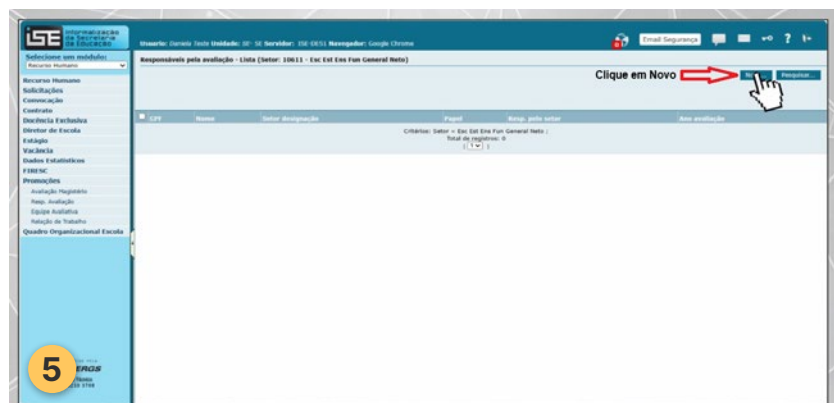 ISE Informatização da Secretaria da Educação
Usuario: Daniela Teste Unidade: SE Servidor: ISE-DES1 Navegador: Google Chrome
Email Segurança
?
Selecione um módulo:
Recurso Humano
Responsáveis pela avaliação - Lista (Setor: 10611 - Esc Est Ens Fun General Neto)
Clique em Novo
Pesquisar...
Recurso Humano
Solicitações
Convocação
Contrato
Docência Exclusiva
Diretor de Escola
Estágio
Vacância
Dados Estatísticos
FIRESC
Promoções
Avaliação Magistério
Resp. Avaliação
Equipe Avaliativa
Relação de Trabalho
Quadro Organizacional Escola
CPF Nome Setor designação Papel Resp. pelo setor Ano avaliação
Critérios: Setor = Esc Est Ens Fun General Neto ;
Total de registros: 0
[ 1 ]
5
ERGS